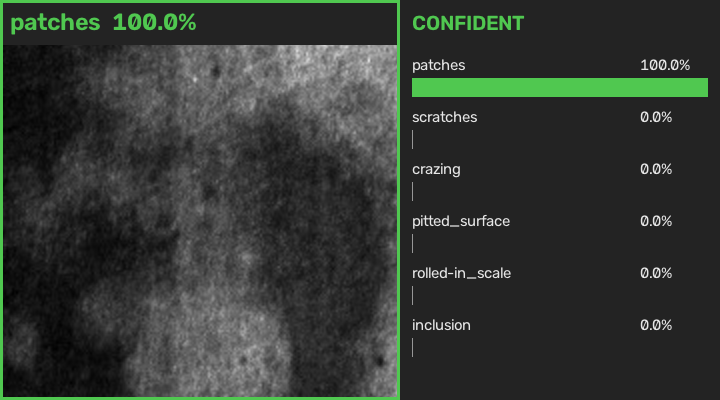 patches 100.0%
CONFIDENT
patches 100.0%
scratches 0.0%
crazing 0.0%
pitted_surface 0.0%
rolled-in_scale 0.0%
inclusion 0.0%